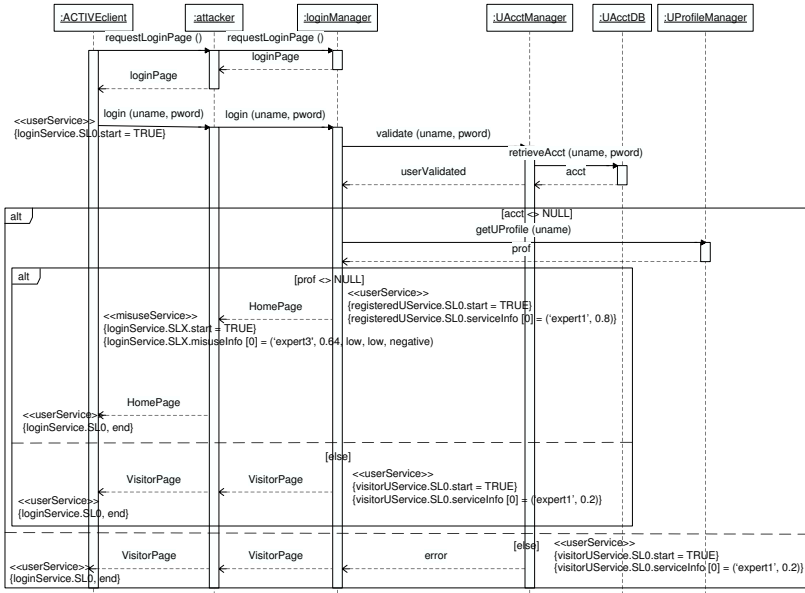 :ACTIVEclient :attacker :loginManager :UAcctManager :UAcctDB :UProfileManager
requestLoginPage () requestLoginPage ()
loginPage
loginPage
login (uname, pword) login (uname, pword)
<<userService>>
{loginService.SL0.start = TRUE}
validate (uname, pword)
retrieveAcct (uname, pword)
userValidated acct
alt [acct <> NULL]
getUProfile (uname)
prof
alt [prof <> NULL]
<<userService>>
HomePage {registeredUService.SL0.start = TRUE}
{registeredUService.SL0.serviceInfo [0] = (‘expert1’, 0.8)}
<<misuseService>>
{loginService.SLX.start = TRUE}
{loginService.SLX.misuseInfo [0] = (‘expert3’, 0.64, low, low, negative)
HomePage
<<userService>>
{loginService.SL0, end}
[else]
<<userService>>
VisitorPage VisitorPage {visitorUService.SL0.start = TRUE}
{visitorUService.SL0.serviceInfo [0] = (‘expert1’, 0.2)}
<<userService>>
{loginService.SL0, end}
[else] <<userService>>
VisitorPage VisitorPage error {visitorUService.SL0.start = TRUE}
{visitorUService.SL0.serviceInfo [0] = (‘expert1’, 0.2)}
<<userService>>
{loginService.SL0, end}